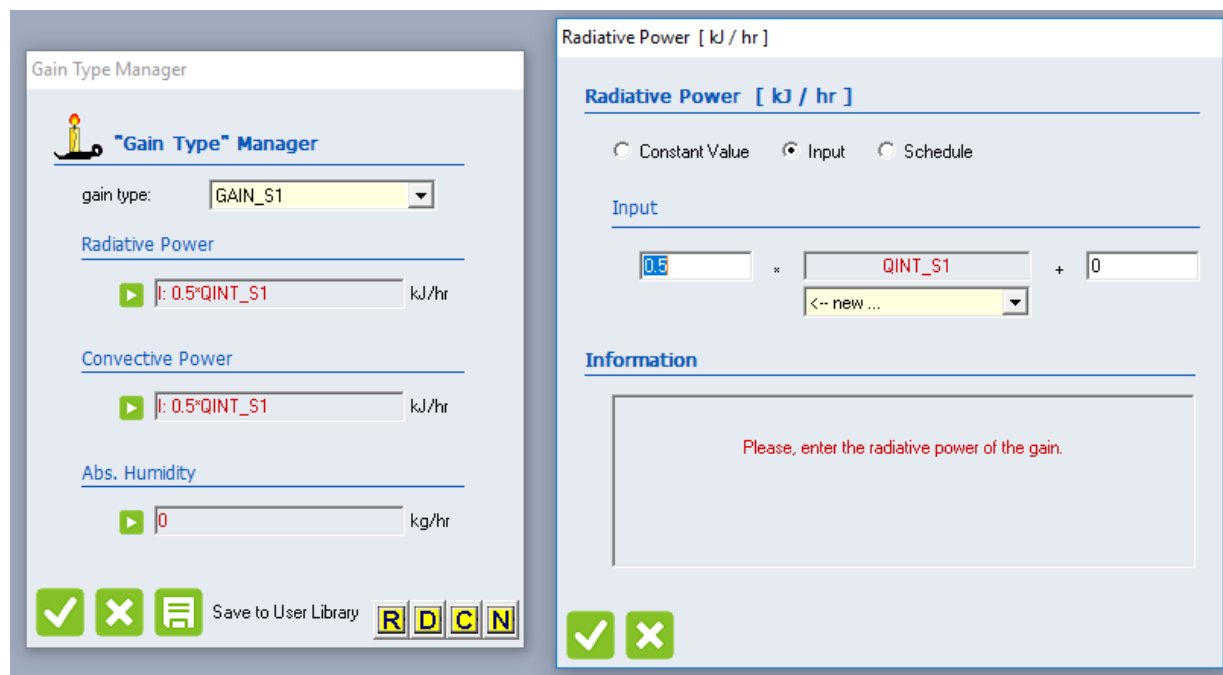 Gain Type Manager
"Gain Type" Manager
gain type:
GAIN_S1
Radiative Power
I: 0.5*QINT_S1
kJ/hr
Convective Power
I: 0.5*QINT_S1
kJ/hr
Abs. Humidity
0
kg/hr
Save to User Library
R D C N
Radiative Power [ kJ / hr ]
Radiative Power [ kJ / hr ]
Constant Value
Input
Schedule
Input
0.5
*
QINT_S1
+
0
<-- new ...
Information
Please, enter the radiative power of the gain.